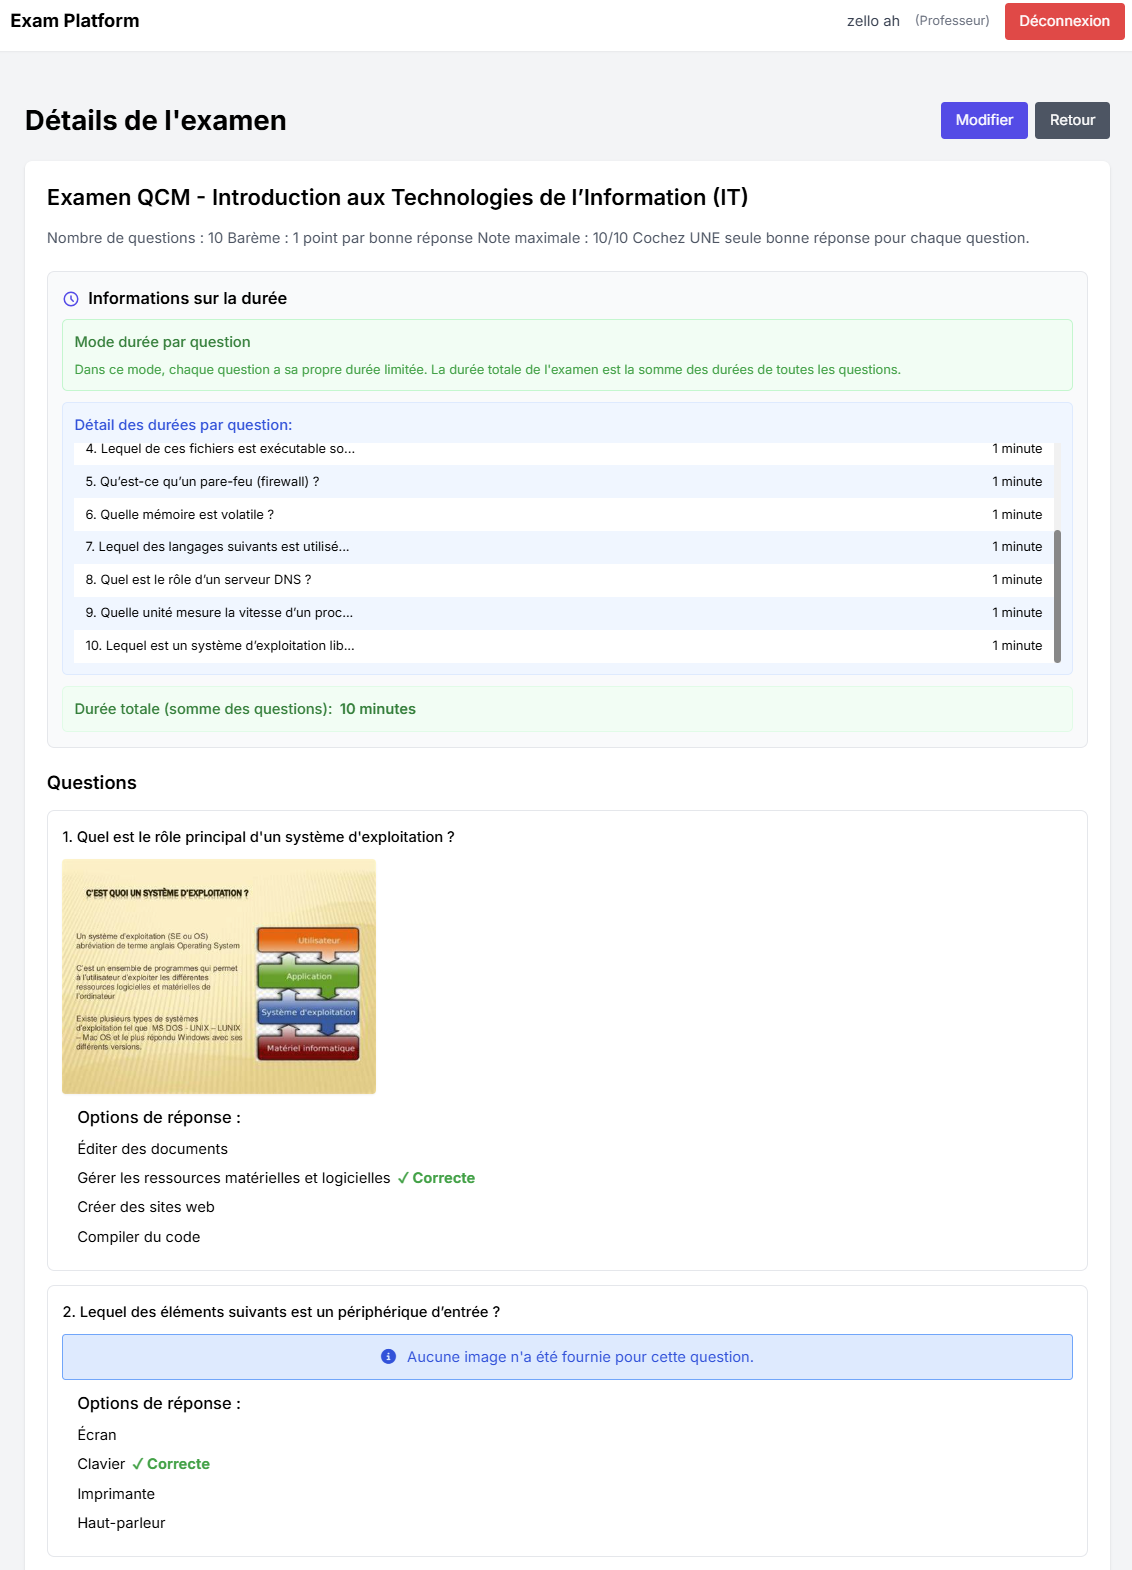 Exam Platform
zello ah (Professeur) Déconnexion
Détails de l'examen
Modifier Retour
Examen QCM - Introduction aux Technologies de l’Information (IT)
Nombre de questions : 10 Barème : 1 point par bonne réponse Note maximale : 10/10 Cochez UNE seule bonne réponse pour chaque question.
Informations sur la durée
Mode durée par question
Dans ce mode, chaque question a sa propre durée limitée. La durée totale de l'examen est la somme des durées de toutes les questions.
Détail des durées par question:
4. Lequel de ces fichiers est exécutable so... 1 minute
5. Qu’est-ce qu’un pare-feu (firewall) ? 1 minute
6. Quelle mémoire est volatile ? 1 minute
7. Lequel des langages suivants est utilisé... 1 minute
8. Quel est le rôle d’un serveur DNS ? 1 minute
9. Quelle unité mesure la vitesse d’un proc... 1 minute
10. Lequel est un système d’exploitation lib... 1 minute
Durée totale (somme des questions): 10 minutes
Questions
1. Quel est le rôle principal d'un système d'exploitation ?
C'EST QUOI UN SYSTÈME D'EXPLOITATION ?
Un système d'exploitation (SE ou OS)
abréviation de terme anglais Operating System
C'est un ensemble de programmes qui permet
à l'utilisateur d'exploiter les différentes
ressources logicielles et matérielles de
l'ordinateur
Existe plusieurs types de systèmes
d'exploitation tel que MS DOS - UNIX – LUNIX
– Mac OS et le plus répondu Windows avec ses
différents versions.
Utilisateur
Application
Système d'exploitation
Matériel informatique
Options de réponse :
Éditer des documents
Gérer les ressources matérielles et logicielles ✓ Correcte
Créer des sites web
Compiler du code
2. Lequel des éléments suivants est un périphérique d’entrée ?
Aucune image n'a été fournie pour cette question.
Options de réponse :
Écran
Clavier ✓ Correcte
Imprimante
Haut-parleur